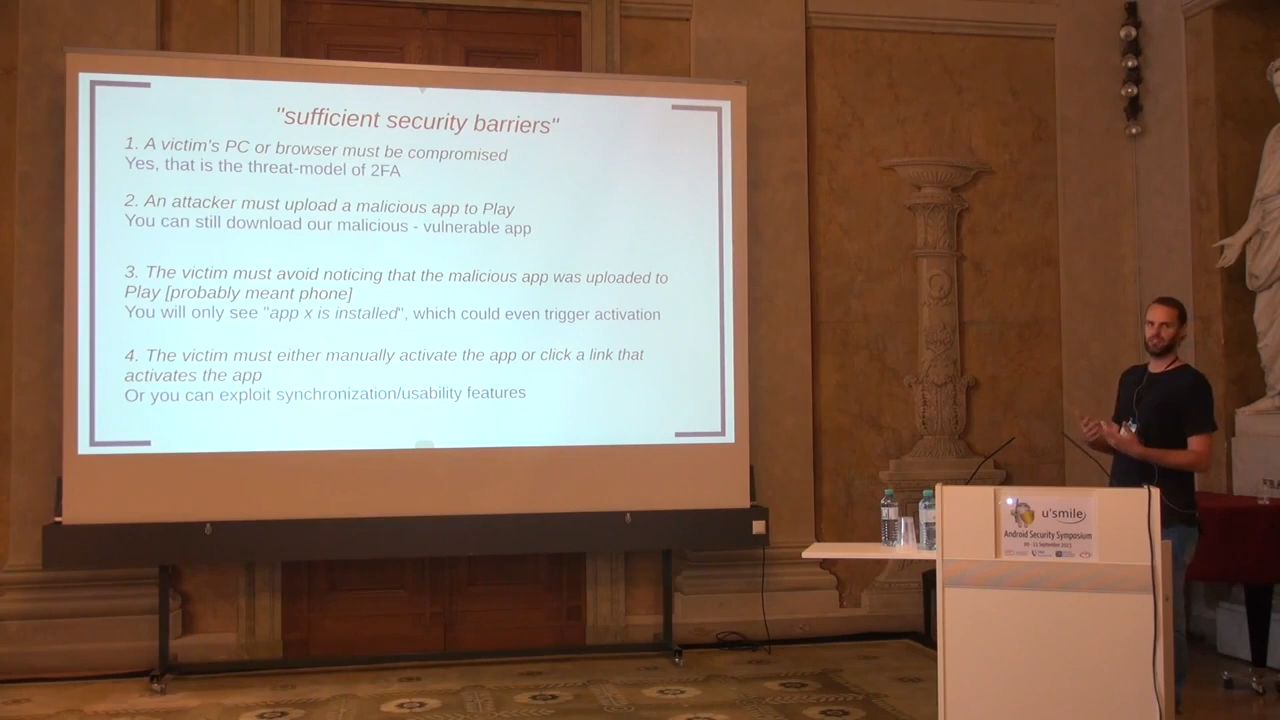 "sufficient security barriers"
1. A victim's PC or browser must be compromised
Yes, that is the threat-model of 2FA
2. An attacker must upload a malicious app to Play
You can still download our malicious - vulnerable app
3. The victim must avoid noticing that the malicious app was uploaded to
Play [probably meant phone]
You will only see "app x is installed", which could even trigger activation
4. The victim must either manually activate the app or click a link that
activates the app
Or you can exploit synchronization/usability features
u'smile
Android Security Symposium